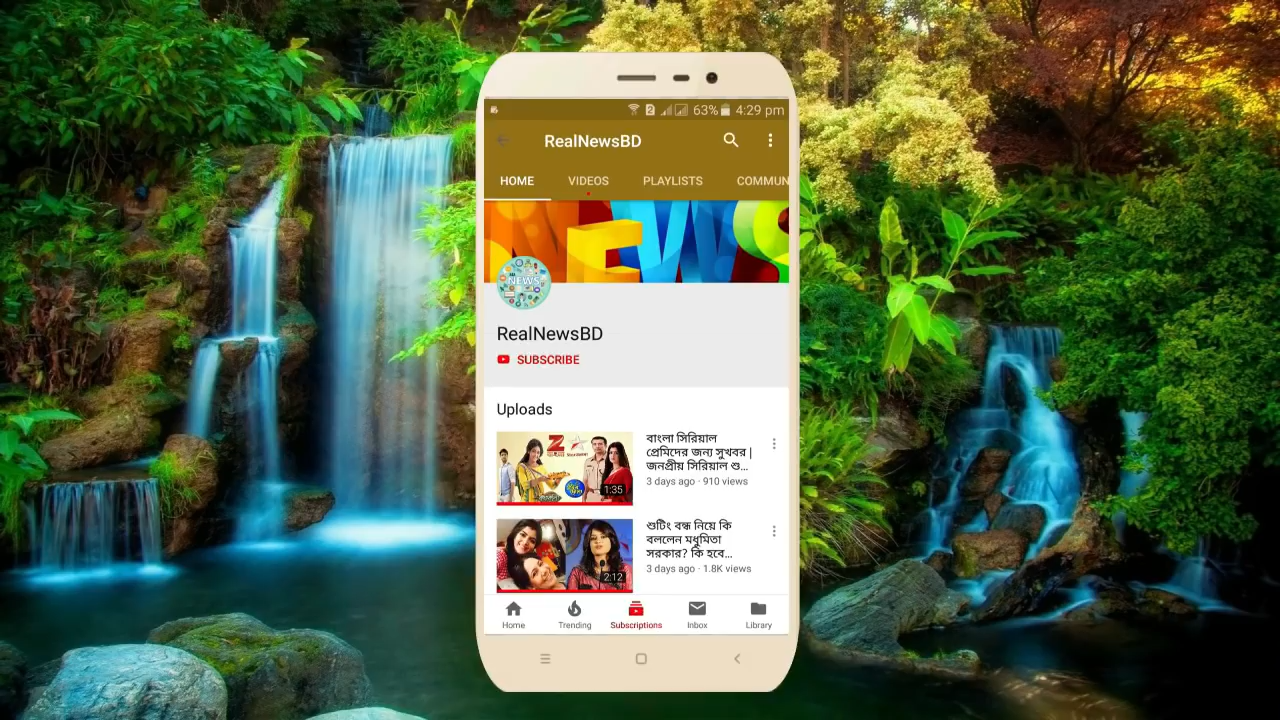 63% 4:29 pm
RealNewsBD
HOME VIDEOS PLAYLISTS COMMUN
NEWS
NEWS
RealNewsBD
SUBSCRIBE
Uploads
বাংলা সিরিয়াল
প্রেমিদের জন্য সুখবর |
জনপ্রীয় সিরিয়াল শু...
3 days ago · 910 views
1:35
শুটিং বন্ধ নিয়ে কি
বললেন মধুমিতা
সরকার? কি হবে...
3 days ago · 1.8K views
2:12
Home Trending Subscriptions Inbox Library